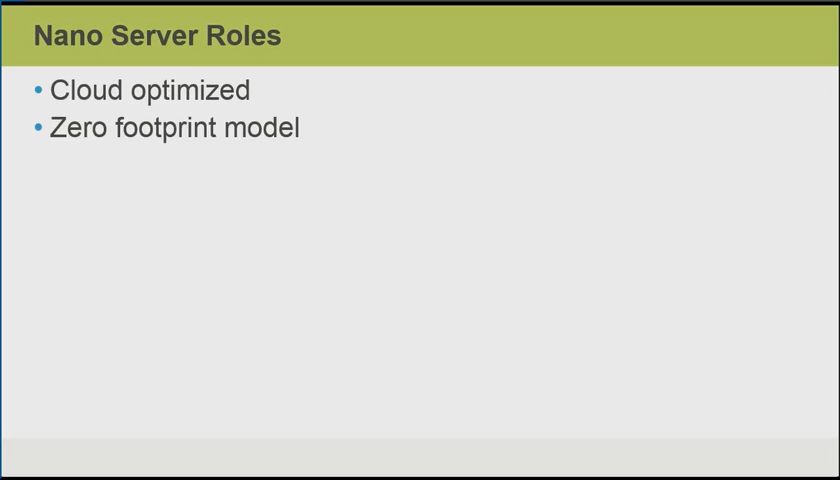 Nano Server Roles
• Cloud optimized
• Zero footprint model